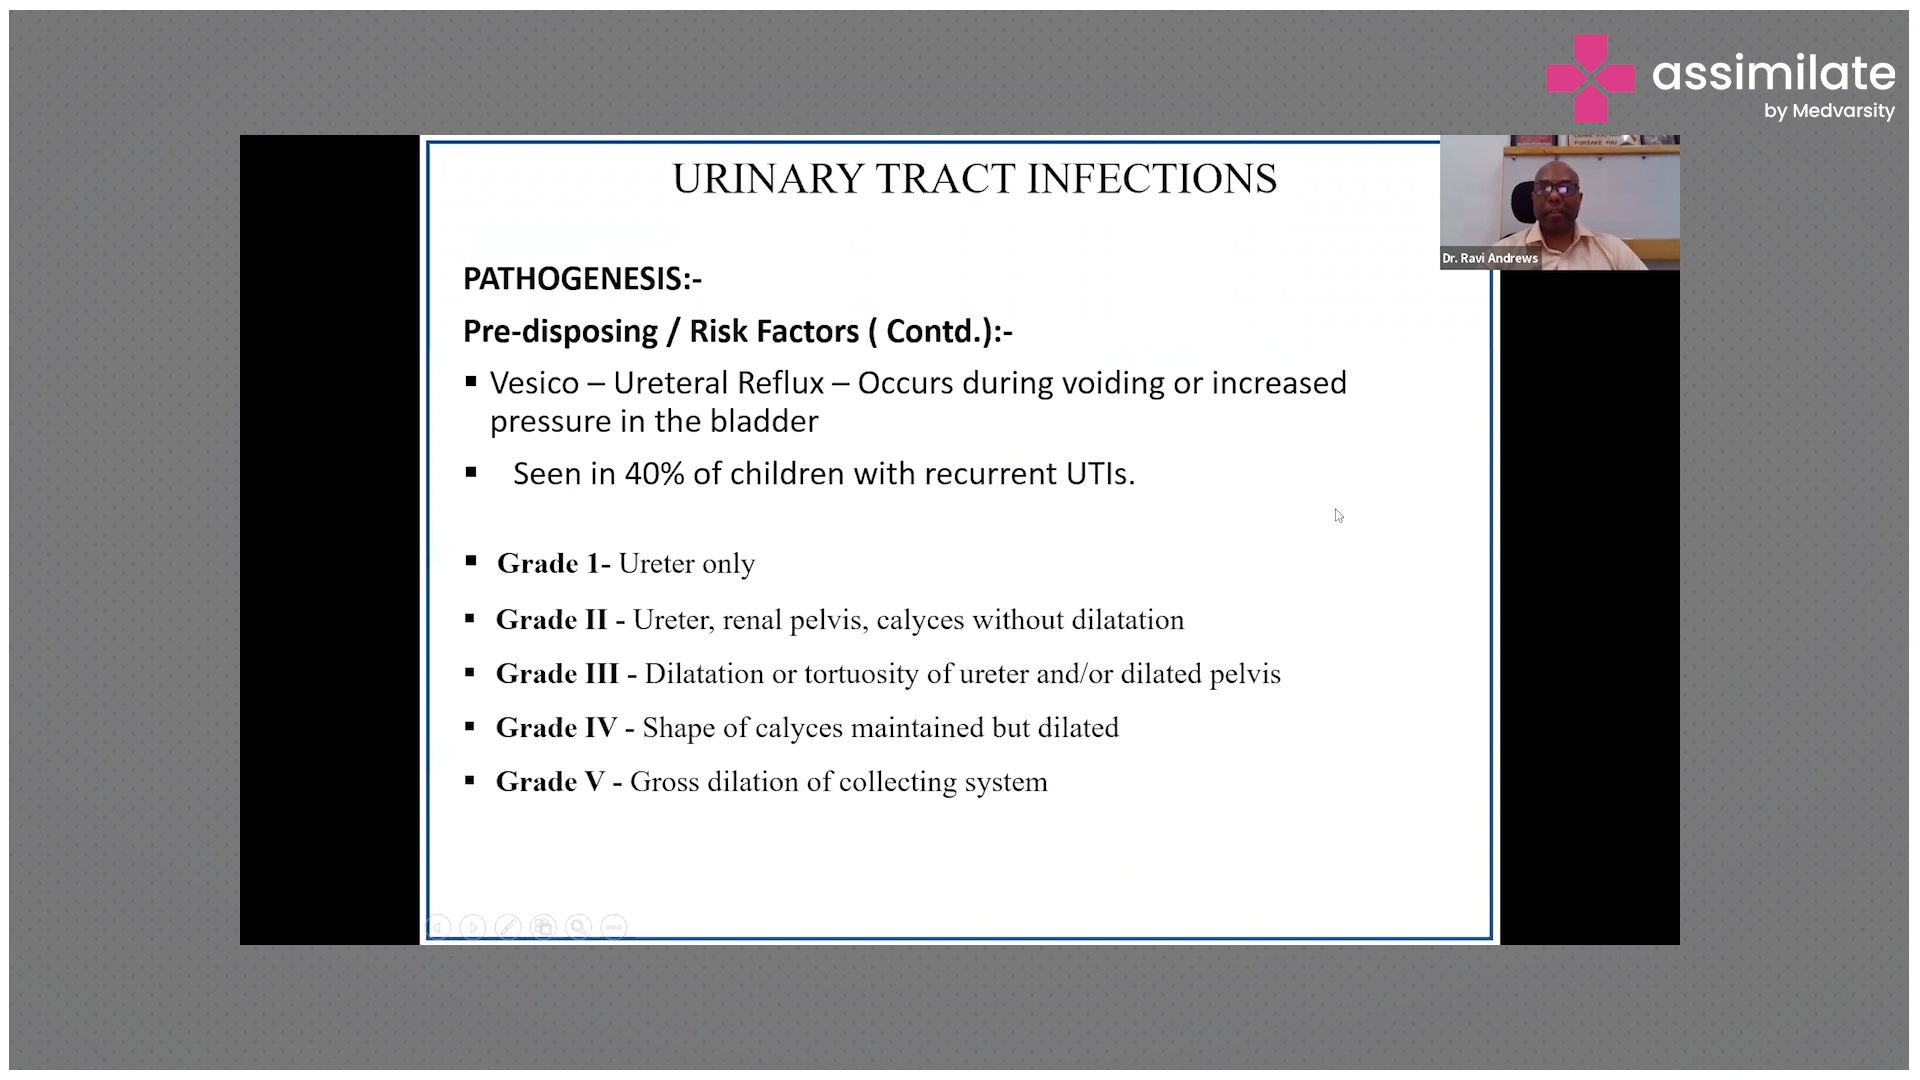 assimilate
by Medvarsity
FORSAKE YOU
Dr. Ravi Andrews
URINARY TRACT INFECTIONS
PATHOGENESIS:-
Pre-disposing / Risk Factors ( Contd.):-
▪ Vesico – Ureteral Reflux – Occurs during voiding or increased
pressure in the bladder
▪ Seen in 40% of children with recurrent UTIs.
▪ Grade 1- Ureter only
▪ Grade II - Ureter, renal pelvis, calyces without dilatation
▪ Grade III - Dilatation or tortuosity of ureter and/or dilated pelvis
▪ Grade IV - Shape of calyces maintained but dilated
▪ Grade V - Gross dilation of collecting system